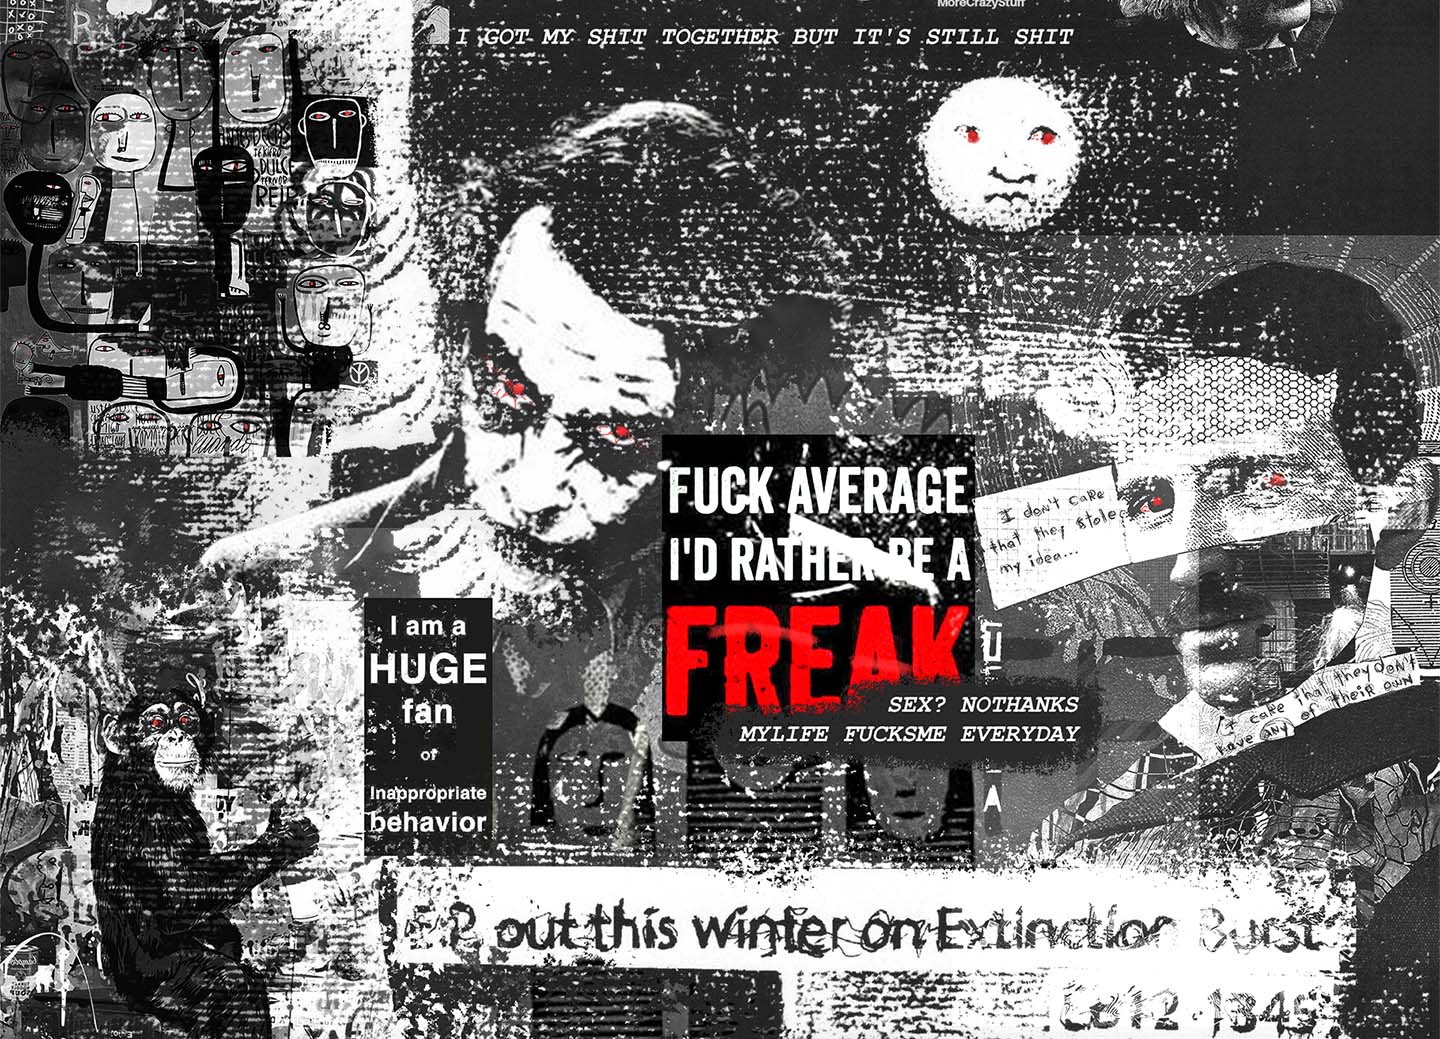 MoreCrazyStuff
I GOT MY SHIT TOGETHER BUT IT'S STILL SHIT
FUCK AVERAGE
I'D RATHER BE A
FREAK
SEX? NOTHANKS
MYLIFE FUCKSME EVERYDAY
I don't care
that they stole
my idea...
I care that they don't
have any of their own
I am a
HUGE
fan
of
Inappropriate
behavior
E.P. out this winter on Extinction Burst